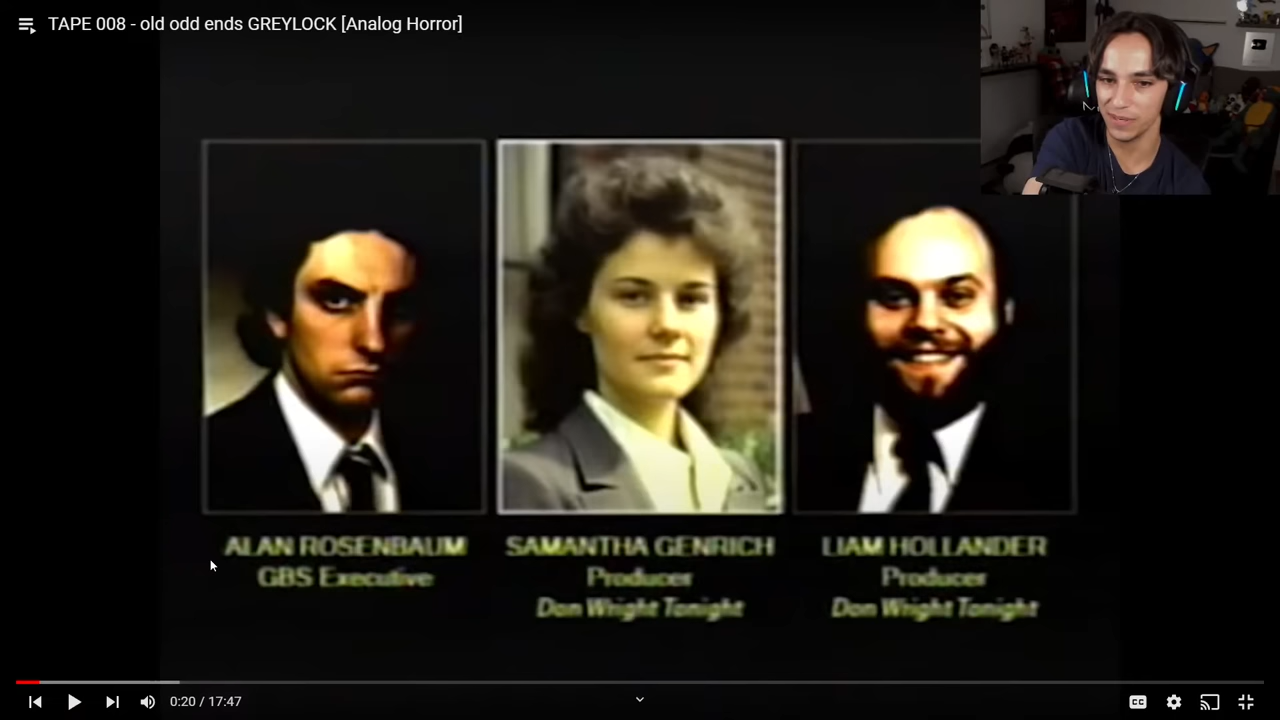 TAPE 008 - old odd ends GREYLOCK [Analog Horror]
ALAN ROSENBAUM
GBS Executive
SAMANTHA GENRICH
Producer
Don Wright Tonight
LIAM HOLLANDER
Producer
Don Wright Tonight
0:20 / 17:47
CC